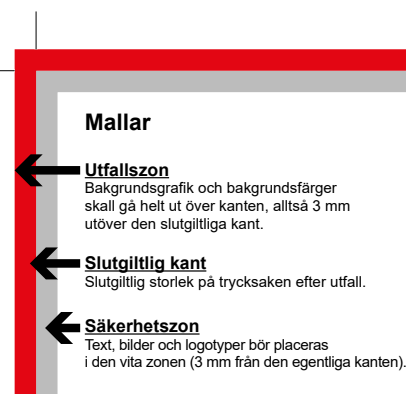 Mallar
Utfallszon
Bakgrundsgrafik och bakgrundsfärger
skall gå helt ut över kanten, alltså 3 mm
utöver den slutgiltliga kant.
Slutgiltlig kant
Slutgiltlig storlek på trycksaken efter utfall.
Säkerhetszon
Text, bilder och logotyper bör placeras
i den vita zonen (3 mm från den egentliga kanten).